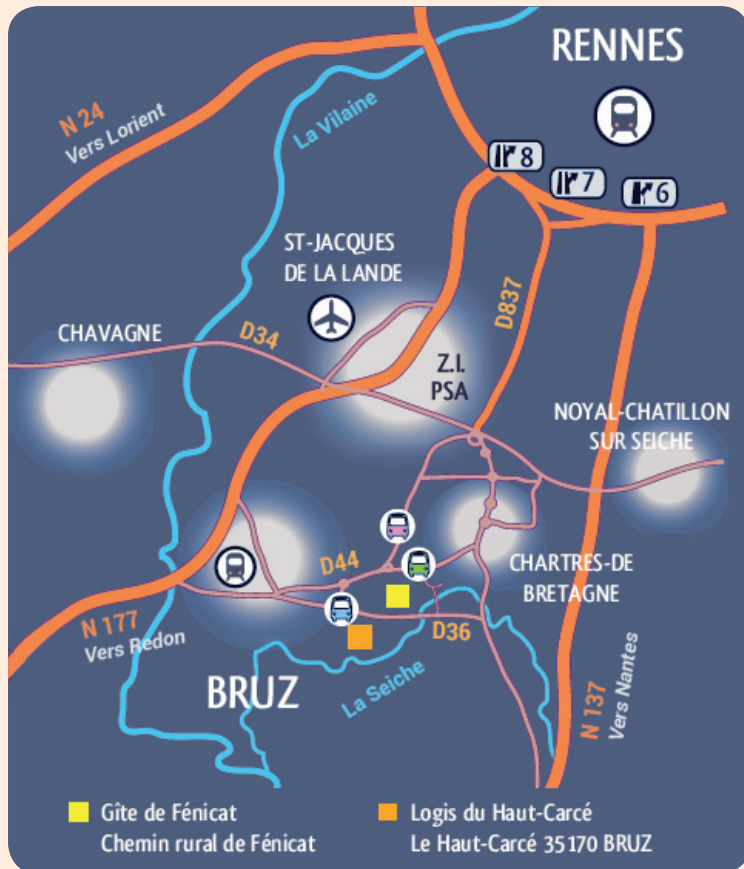 RENNES
N 24
Vers Lorient
La Vilaine
8
7
6
ST-JACQUES
DE LA LANDE
D837
CHAVAGNE
D34
Z.I.
PSA
NOYAL-CHATILLON
SUR SEICHE
D44
CHARTRES-DE
BRETAGNE
N 177
Vers Redon
D36
BRUZ
La Seiche
N 137
Vers Nantes
Gîte de Fénicat
Chemin rural de Fénicat
Logis du Haut-Carcé
Le Haut-Carcé 35170 BRUZ